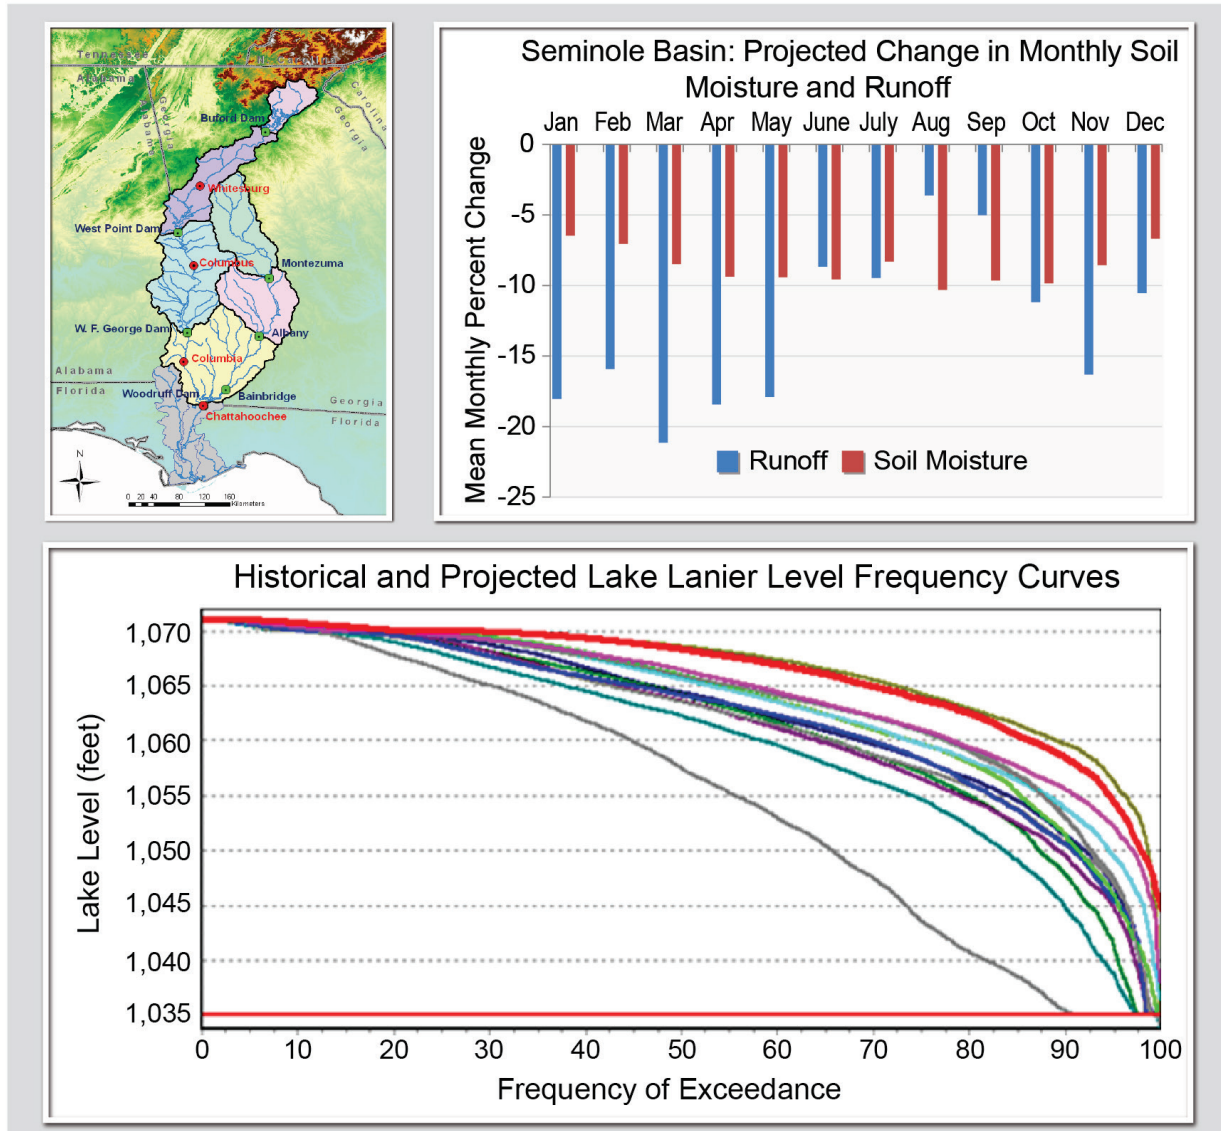 Tennessee
N. Carolina
Alabama
Georgia
Alabama
Carolina
Georgia
Buford Dam
Whitesburg
West Point Dam
Columbus
Montezuma
W. F. George Dam
Albany
Columbia
Alabama
Florida
Woodruff Dam
Bainbridge
Georgia
Florida
Chattahoochee
N
0 20 40 80 120 160
Kilometers
Seminole Basin: Projected Change in Monthly Soil
Moisture and Runoff
Jan Feb Mar Apr May June July Aug Sep Oct Nov Dec
0
-5
-10
-15
-20
-25
Mean Monthly Percent Change
Runoff Soil Moisture
Historical and Projected Lake Lanier Level Frequency Curves
1,070
1,065
1,060
1,055
1,050
1,045
1,040
1,035
Lake Level (feet)
0 10 20 30 40 50 60 70 80 90 100
Frequency of Exceedance